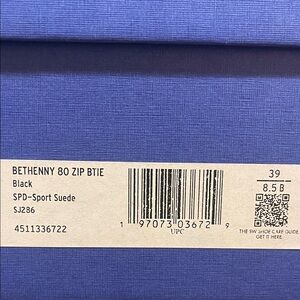 BETHENNY 80 ZIP BTIE
Black
SPD-Sport Suede
SJ286
4511336722
1 97073 03672 9
UPC
39
8.5 B
THE SW SHOE CARE GUIDE.
GET IT HERE.